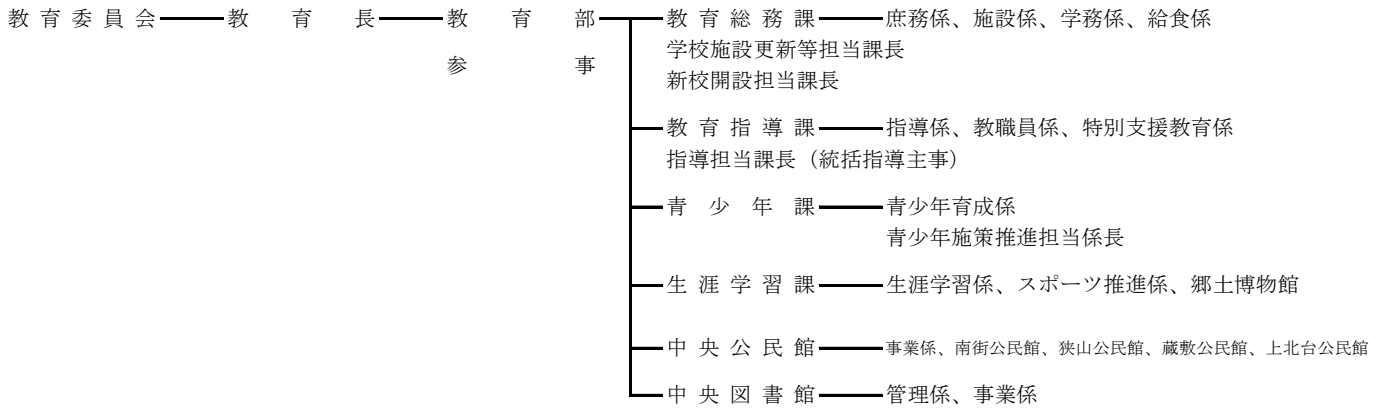 教育委員会 教育長 教育部 教育総務課 庶務係、施設係、学務係、給食係
学校施設更新等担当課長
参事
新校開設担当課長
教育指導課 指導係、教職員係、特別支援教育係
指導担当課長（統括指導主事）
青少年課 青少年育成係
青少年施策推進担当係長
生涯学習課 生涯学習係、スポーツ推進係、郷土博物館
中央公民館 事業係、南街公民館、狭山公民館、蔵敷公民館、上北台公民館
中央図書館 管理係、事業係